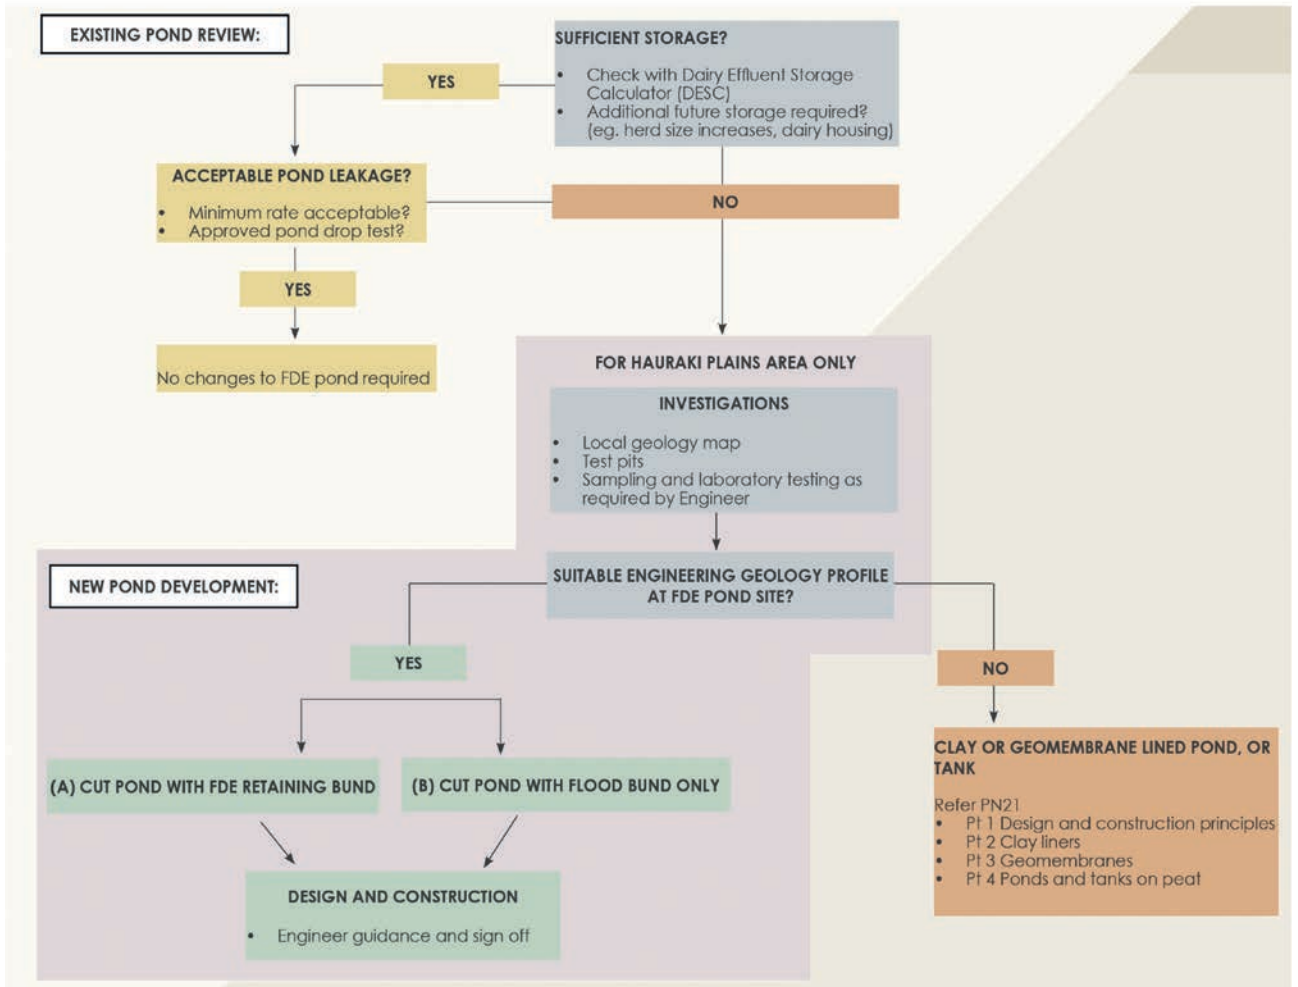 EXISTING POND REVIEW:
SUFFICIENT STORAGE?
• Check with Dairy Effluent Storage
Calculator (DESC)
• Additional future storage required?
(eg. herd size increases, dairy housing)
YES
ACCEPTABLE POND LEAKAGE?
• Minimum rate acceptable?
• Approved pond drop test?
NO
YES
No changes to FDE pond required
FOR HAURAKI PLAINS AREA ONLY
INVESTIGATIONS
• Local geology map
• Test pits
• Sampling and laboratory testing as
required by Engineer
NEW POND DEVELOPMENT:
SUITABLE ENGINEERING GEOLOGY PROFILE
AT FDE POND SITE?
YES
NO
(A) CUT POND WITH FDE RETAINING BUND
(B) CUT POND WITH FLOOD BUND ONLY
DESIGN AND CONSTRUCTION
• Engineer guidance and sign off
CLAY OR GEOMEMBRANE LINED POND, OR
TANK
Refer PN21
• Pt 1 Design and construction principles
• Pt 2 Clay liners
• Pt 3 Geomembranes
• Pt 4 Ponds and tanks on peat